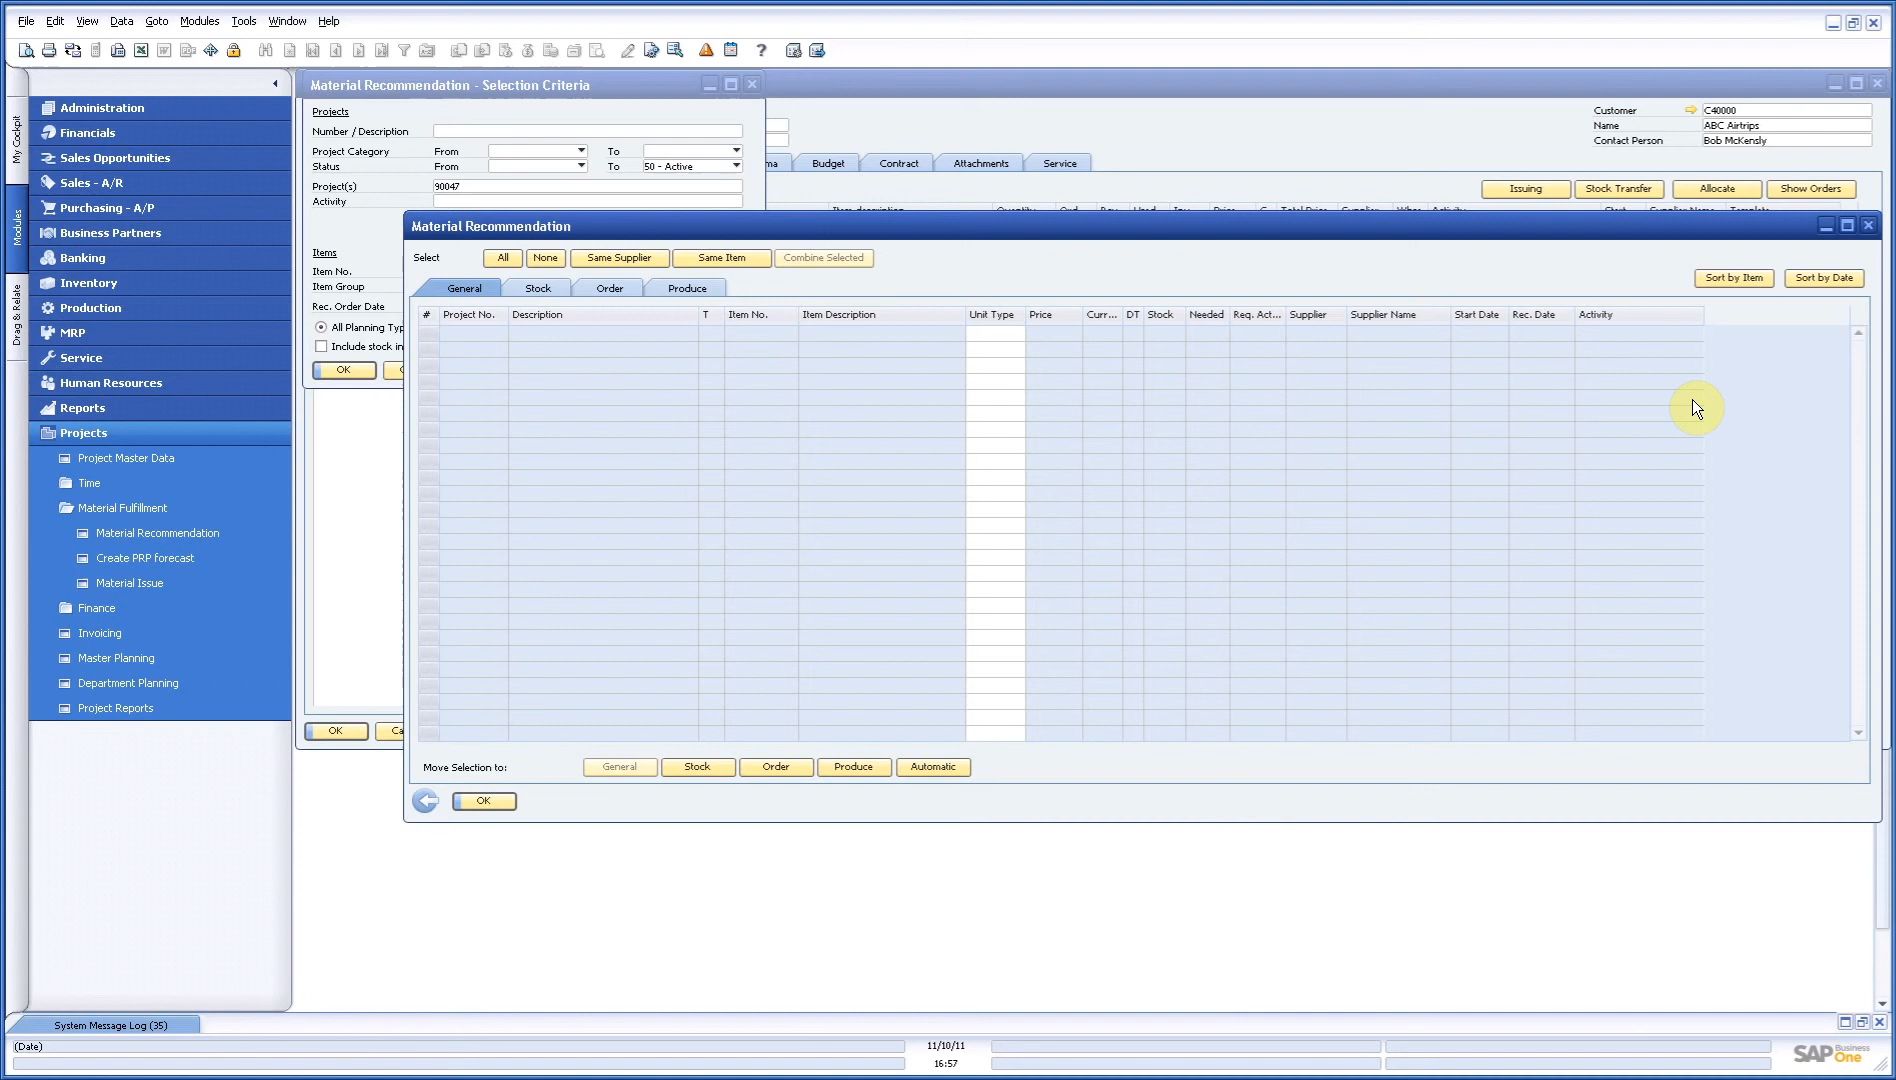 File Edit View Data Goto Modules Tools Window Help
My Cockpit
Modules
Drag & Relate
Administration
Financials
Sales Opportunities
Sales - A/R
Purchasing - A/P
Business Partners
Banking
Inventory
Production
MRP
Service
Human Resources
Reports
Projects
Project Master Data
Time
Material Fulfillment
Material Recommendation
Create PRP forecast
Material Issue
Finance
Invoicing
Master Planning
Department Planning
Project Reports
Material Recommendation - Selection Criteria
Projects
Number / Description
Project Category From To
Status From To 50 - Active
Project(s) 90047
Activity
Items
Item No.
Item Group
Rec. Order Date
All Planning Typ
Include stock in
OK
OK Ca
Customer C40000
Name ABC Airtrips
Contact Person Bob McKensly
ma Budget Contract Attachments Service
Issuing Stock Transfer Allocate Show Orders
Material Recommendation
Select All None Same Supplier Same Item Combine Selected
Sort by Item Sort by Date
General Stock Order Produce
# Project No. Description T Item No. Item Description Unit Type Price Curr... DT Stock Needed Req. Act... Supplier Supplier Name Start Date Rec. Date Activity
Move Selection to: General Stock Order Produce Automatic
OK
System Message Log (35)
(Date) 11/10/11
16:57
SAP Business One